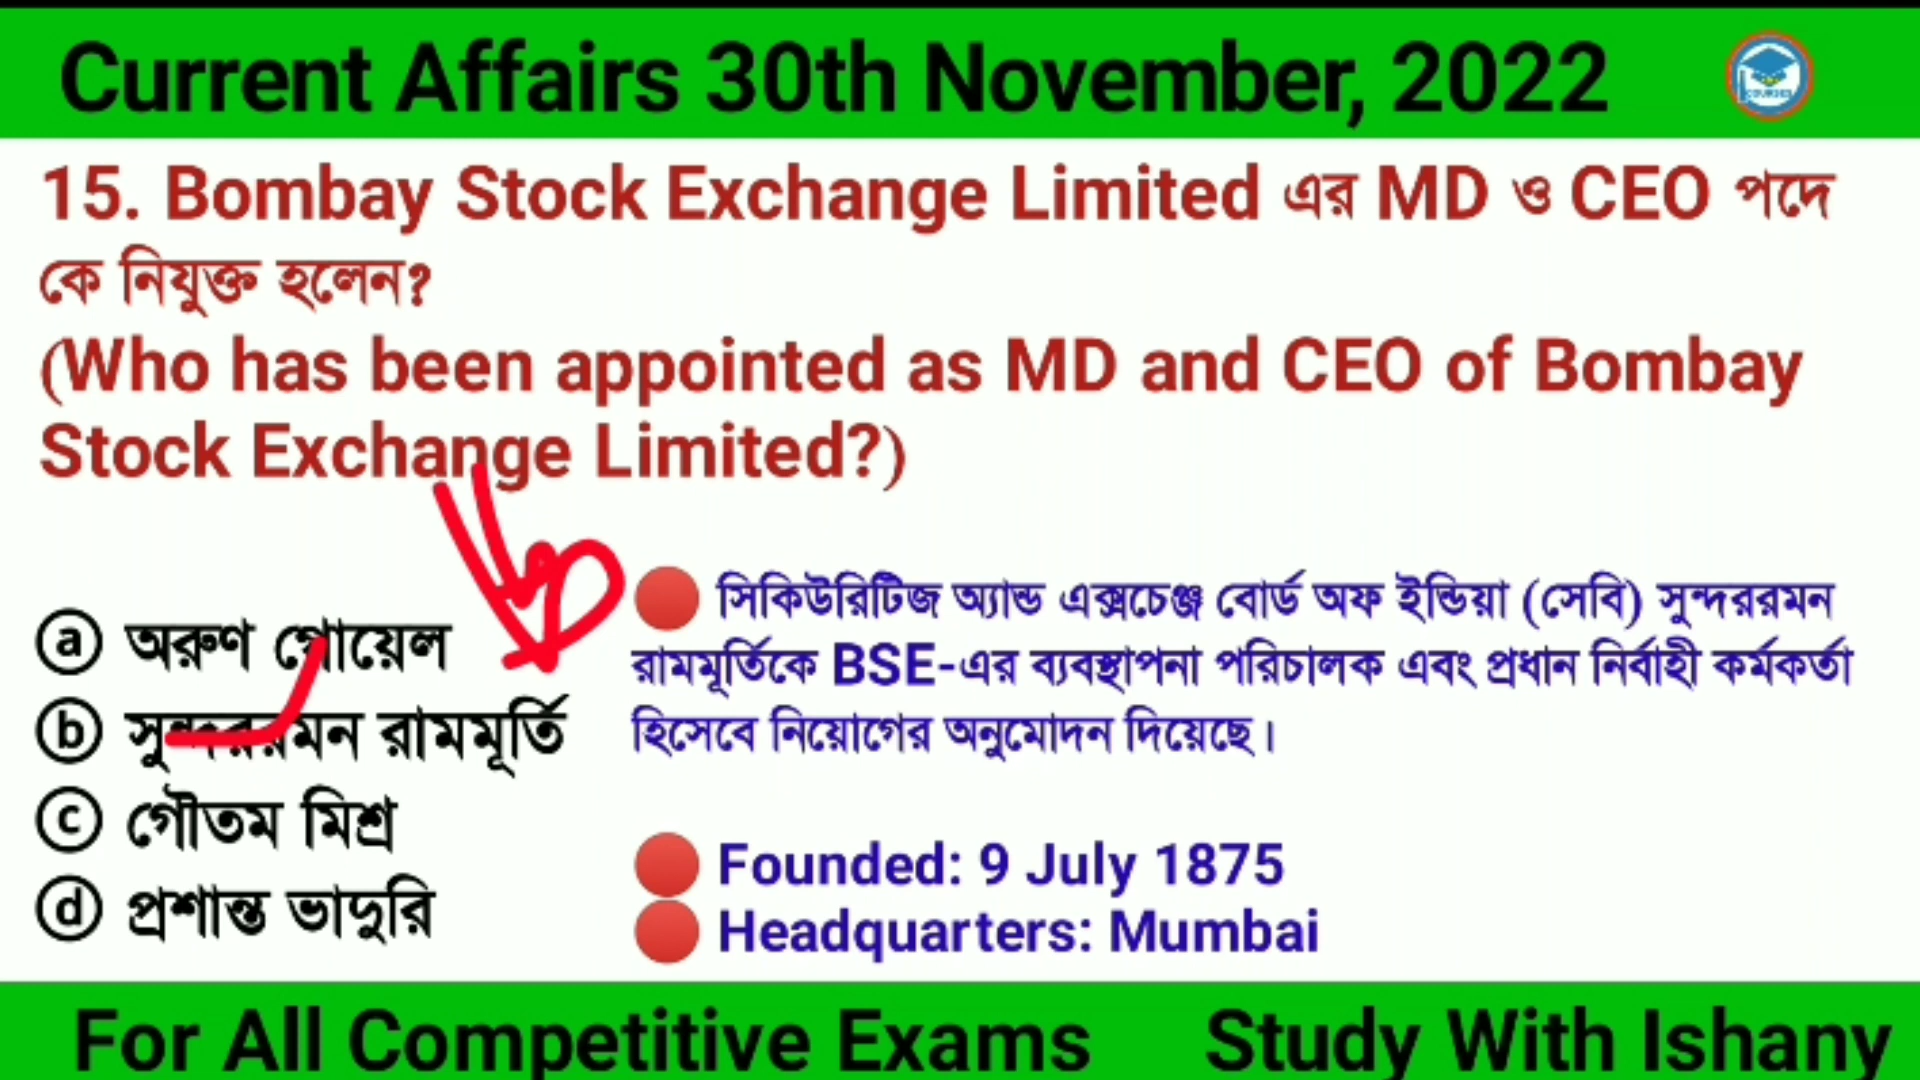 Current Affairs 30th November, 2022
COURSES
15. Bombay Stock Exchange Limited এর MD ও CEO পদে
কে নিযুক্ত হলেন?
(Who has been appointed as MD and CEO of Bombay
Stock Exchange Limited?)
ⓐ অরুণ গোয়েল
ⓑ সুন্দররমন রামমূর্তি
ⓒ গৌতম মিশ্র
ⓓ প্রশান্ত ভাদুরি
সিকিউরিটিজ অ্যান্ড এক্সচেঞ্জ বোর্ড অফ ইন্ডিয়া (সেবি) সুন্দররমন
রামমূর্তিকে BSE-এর ব্যবস্থাপনা পরিচালক এবং প্রধান নির্বাহী কর্মকর্তা
হিসেবে নিয়োগের অনুমোদন দিয়েছে।
Founded: 9 July 1875
Headquarters: Mumbai
For All Competitive Exams Study With Ishany